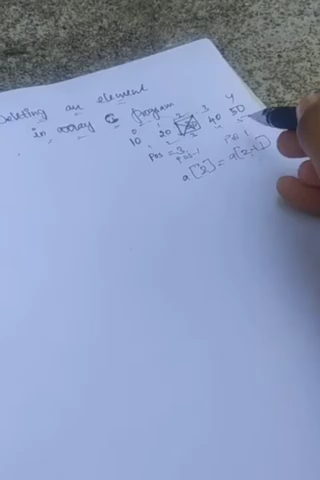 Deleting an element
in array C Program
0 1 2 3 4
10 20 30 40 50
Pos = 3
Pos-1
a[2] = a[2+1]